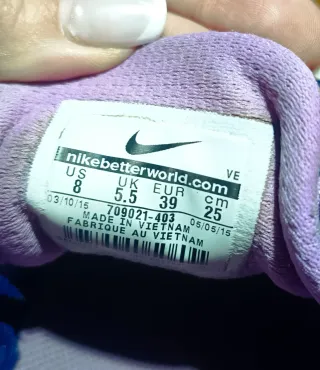 nikebetterworld.com
VE
US UK EUR cm
8 5.5 39 25
03/10/15 709021-403 05/05/15
MADE IN VIETNAM
FABRIQUE AU VIETNAM